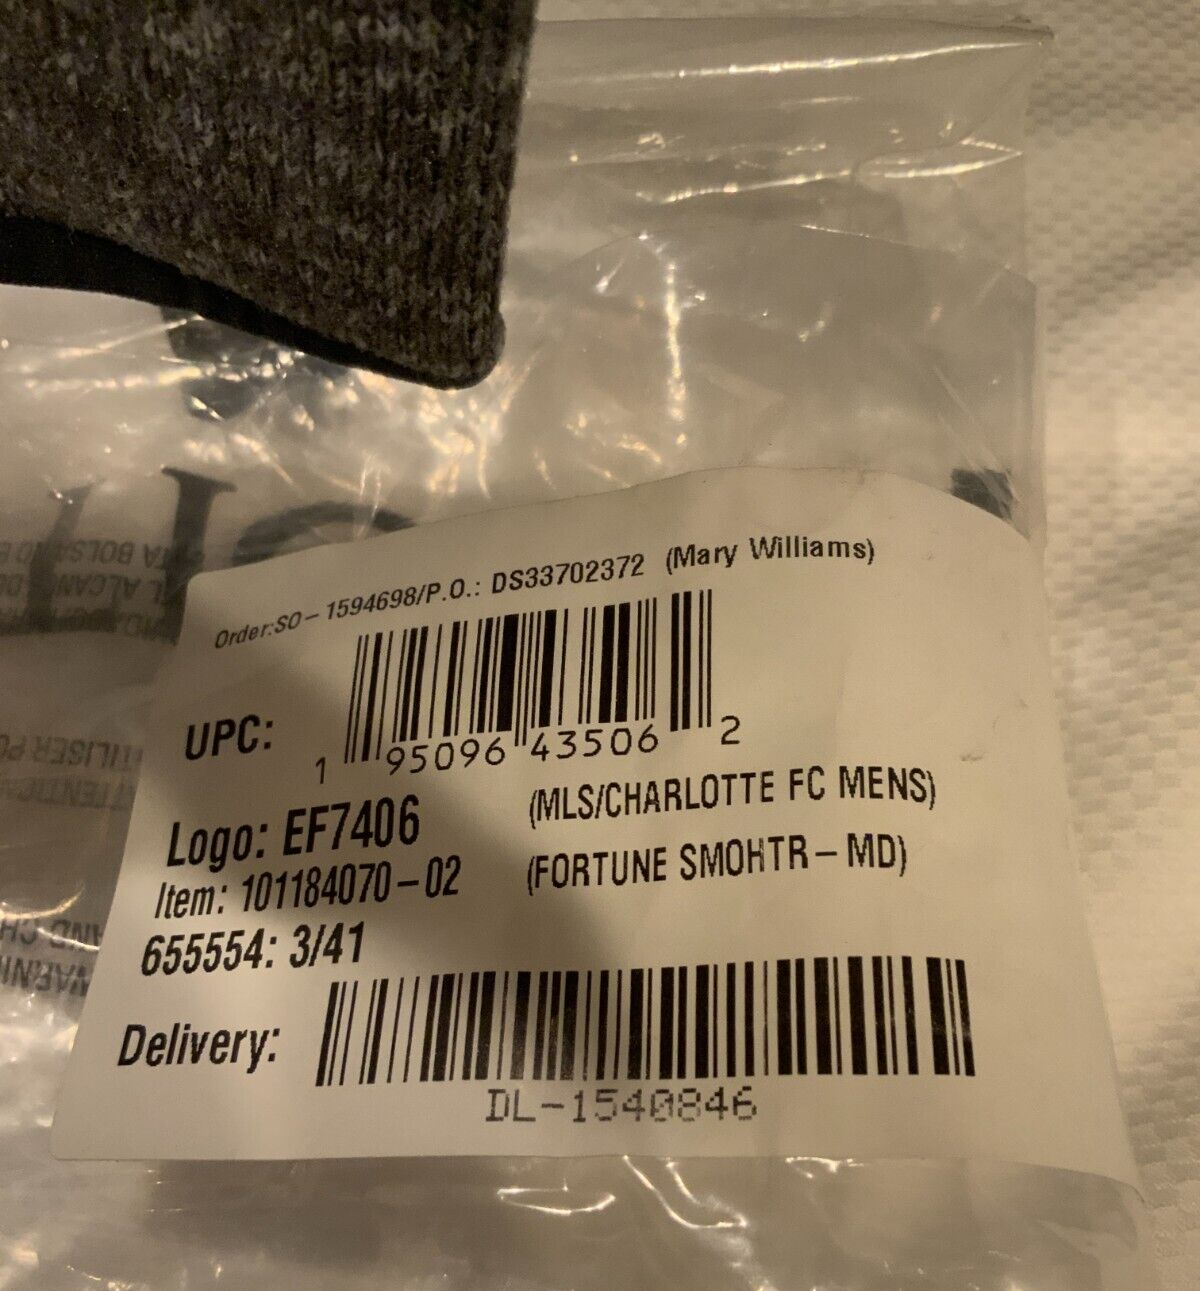 Order:SO-1594698/P.O.: DS33702372 (Mary Williams)
UPC:
1 95096 43506 2
Logo: EF7406 (MLS/CHARLOTTE FC MENS)
Item: 101184070-02 (FORTUNE SMOHTR-MD)
655554: 3/41
Delivery:
DL-1540846